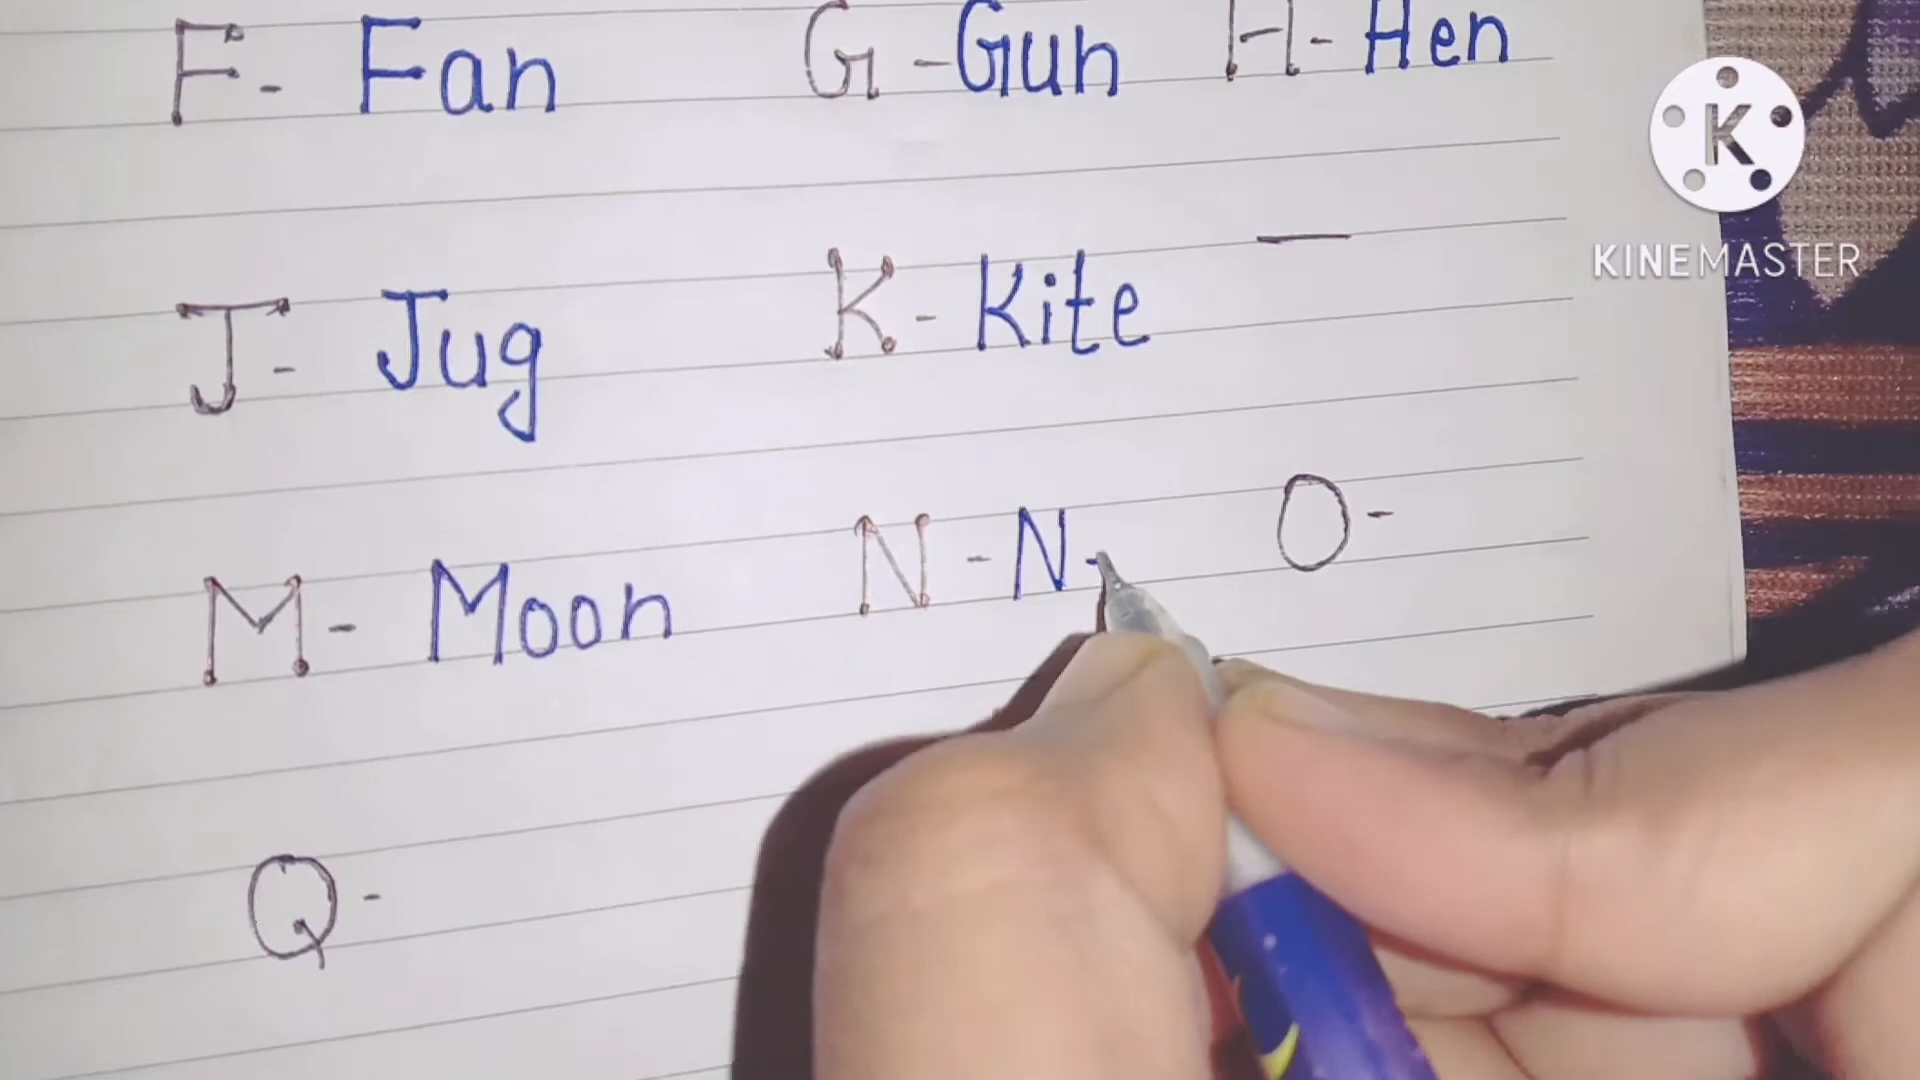 F - Fan G - Gun H - Hen
J - Jug K - Kite
M - Moon N - N O -
Q -
K
KINEMASTER